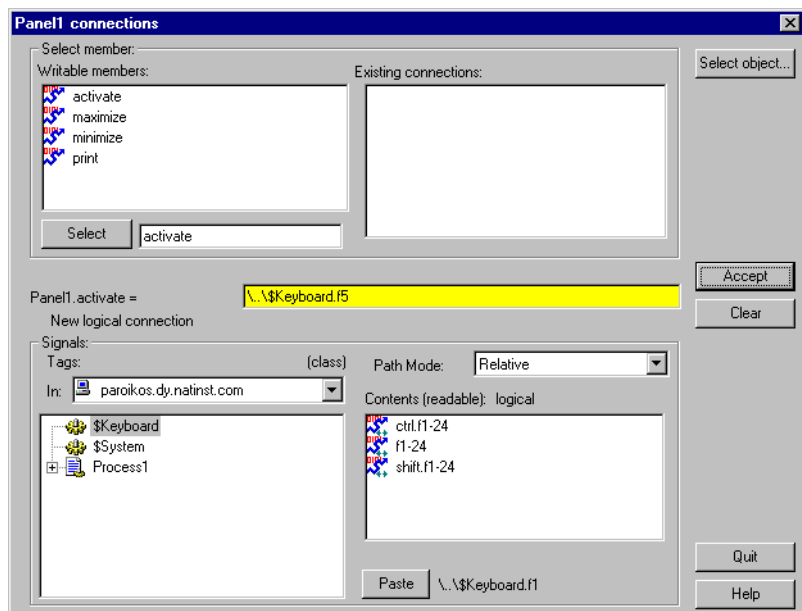 Panel1 connections
Select member:
Writable members:
Existing connections:
Select object...
activate
maximize
minimize
print
Select
activate
Accept
Panel1.activate =
\..\$Keyboard.f5
Clear
New logical connection
Signals:
Tags:
(class)
Path Mode:
Relative
In:
paroikos.dy.natinst.com
Contents (readable): logical
$Keyboard
$System
Process1
ctrl.f1-24
f1-24
shift.f1-24
Quit
Paste
\..\$Keyboard.f1
Help